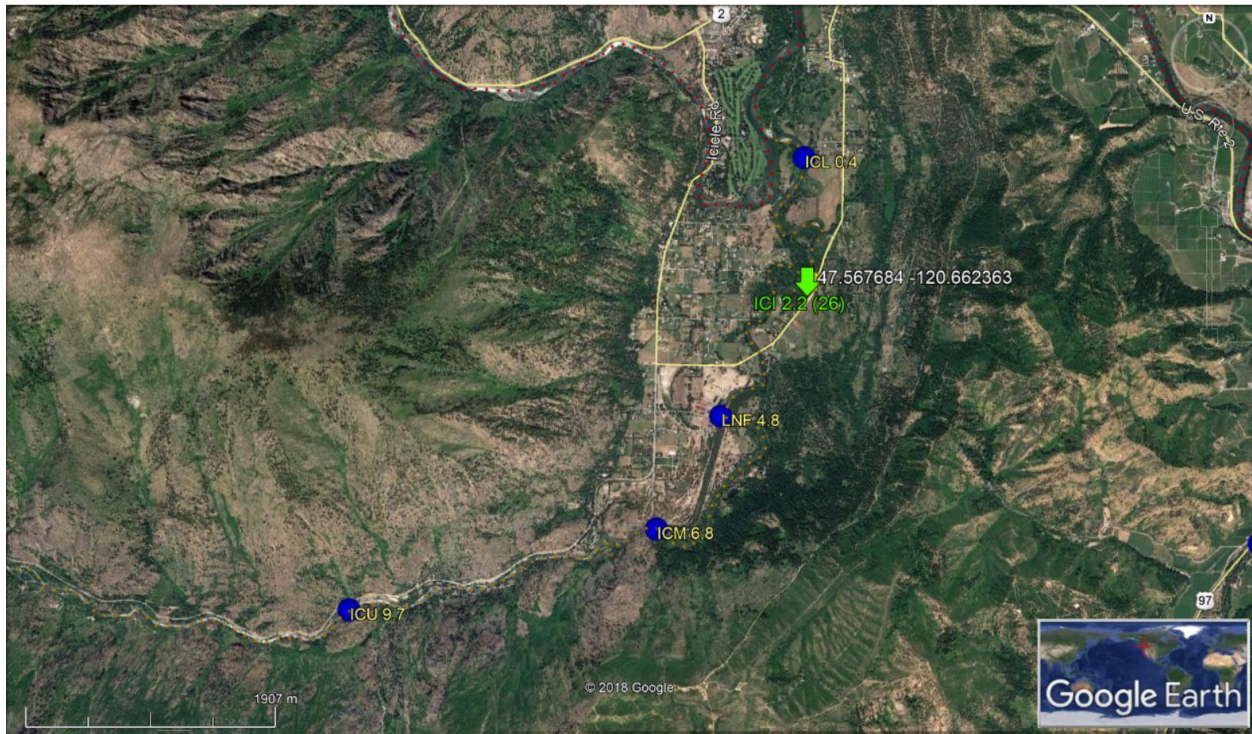 2
N
Icicle Rd
U.S. Rte 2
ICL 0.4
47.567684 -120.662363
ICI 2.2 (26)
LNF 4.8
ICM 6.8
ICU 9.7
97
1907 m
© 2018 Google
Google Earth